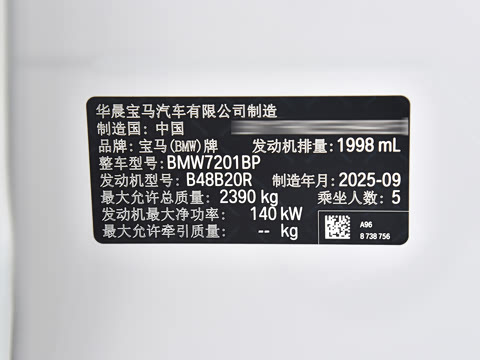 华晨宝马汽车有限公司制造
制造国: 中国
品牌: 宝马(BMW)牌 发动机排量: 1998 mL
整车型号: BMW7201BP
发动机型号: B48B20R 制造年月: 2025-09
最大允许总质量: 2390 kg 乘坐人数: 5
发动机最大净功率: 140 kW
最大允许牵引质量: -- kg
A96
8 738 756